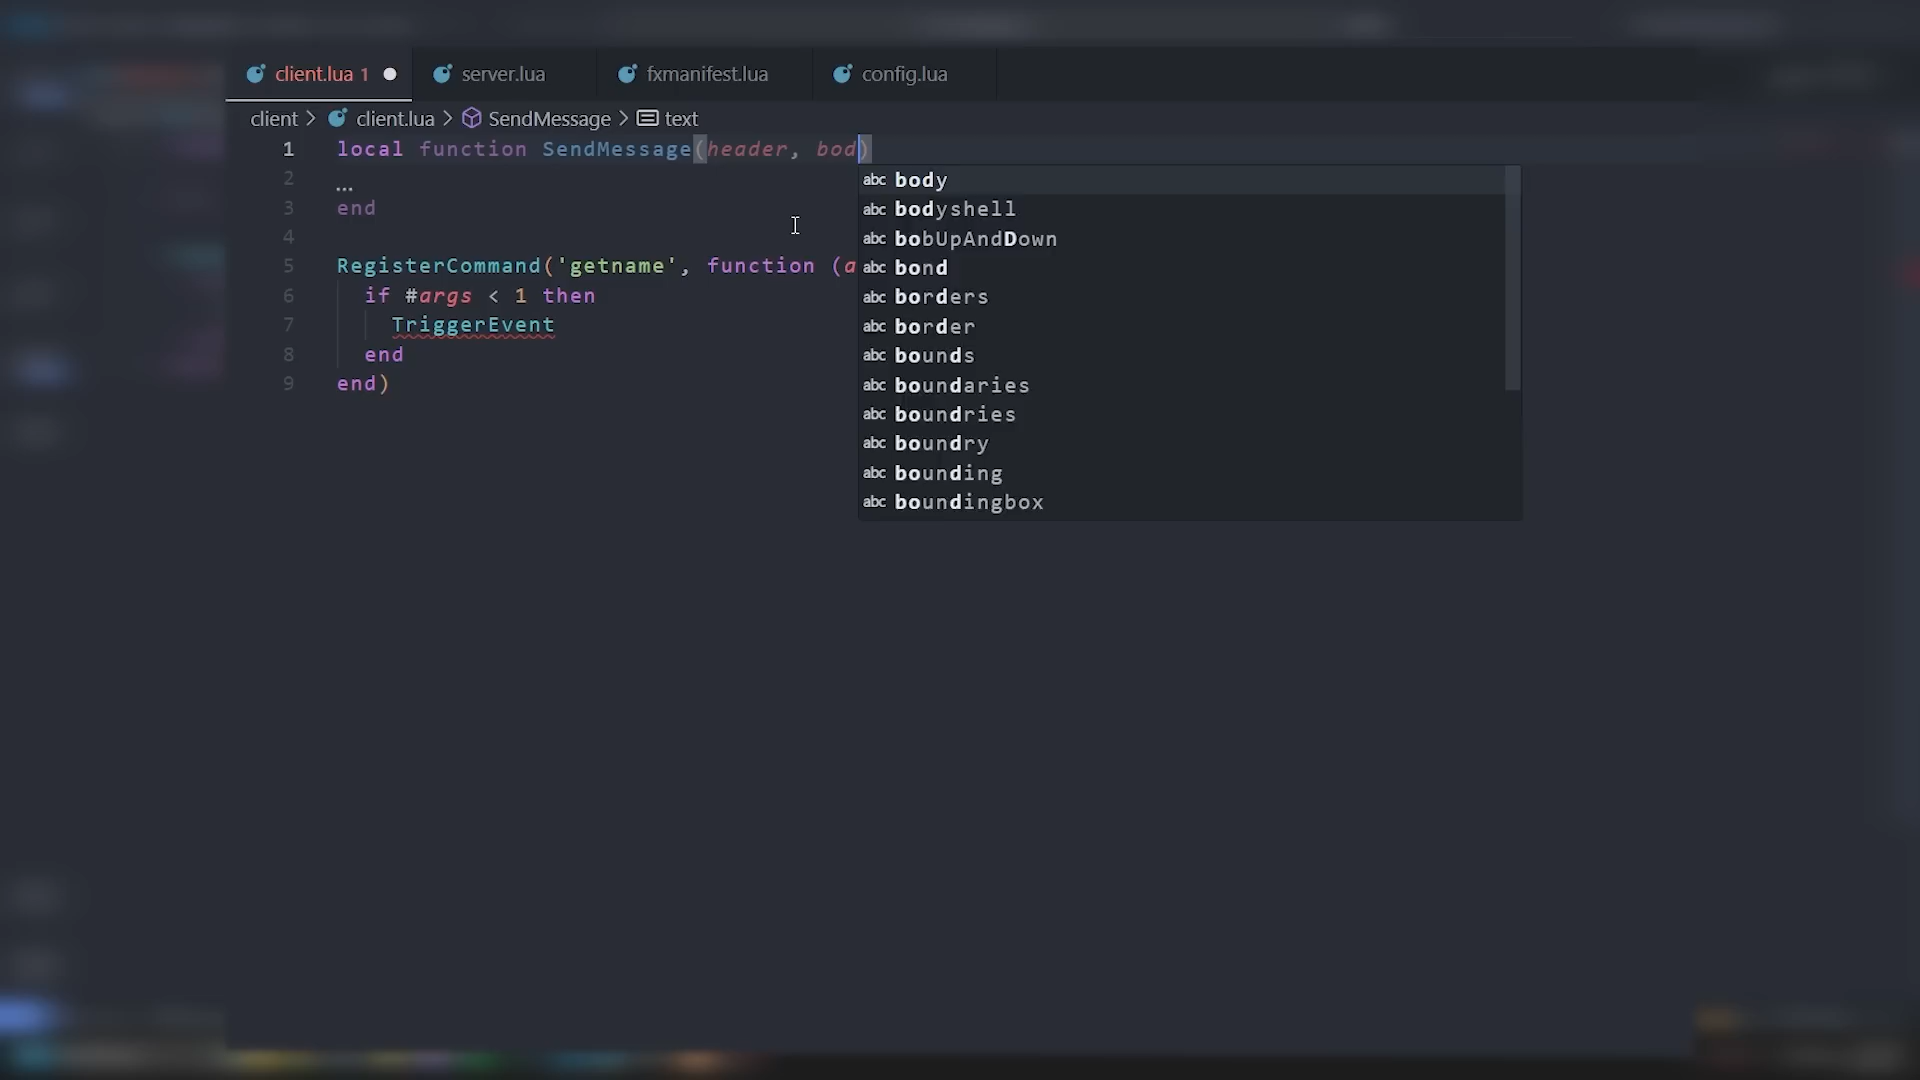 client.lua 1 server.lua fxmanifest.lua config.lua
client > client.lua > SendMessage > text
1 local function SendMessage(header, bod)
2 ...
3 end
4
5 RegisterCommand('getname', function (a
6 if #args < 1 then
7 TriggerEvent
8 end
9 end)
abc body
abc bodyshell
abc bobUpAndDown
abc bond
abc borders
abc border
abc bounds
abc boundaries
abc boundries
abc boundry
abc bounding
abc boundingbox